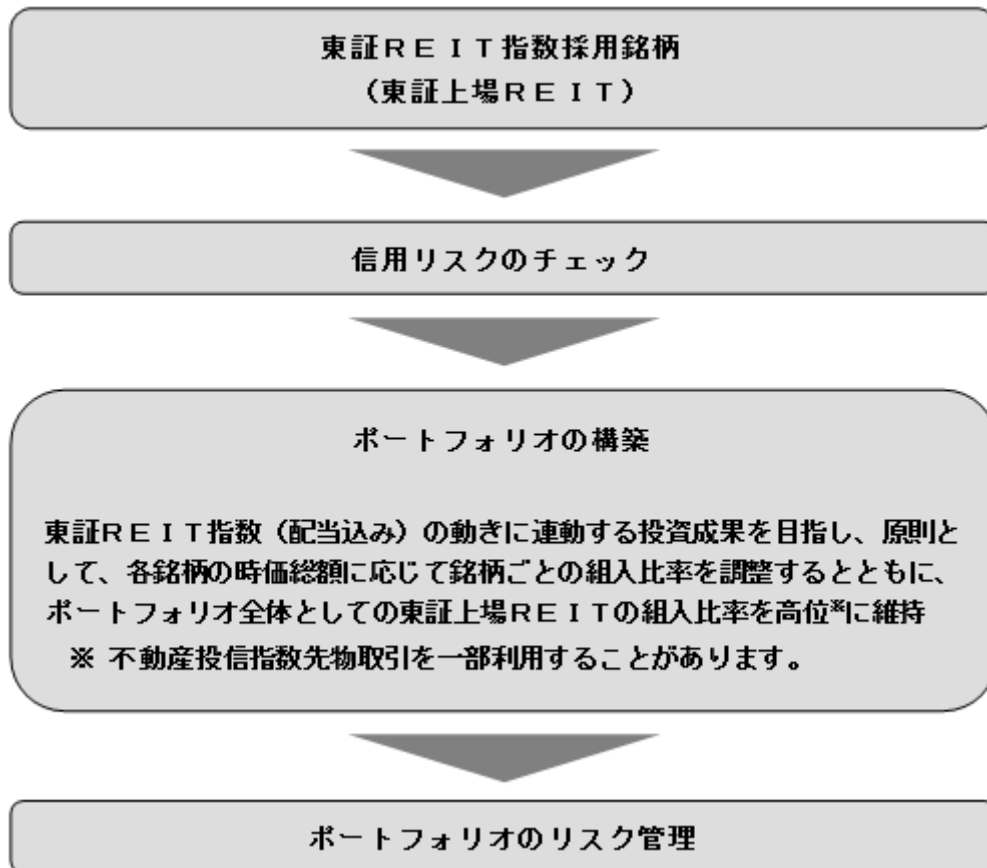 東証ＲＥＩＴ指数採用銘柄
（東証上場ＲＥＩＴ）
信用リスクのチェック
ポートフォリオの構築
東証ＲＥＩＴ指数（配当込み）の動きに連動する投資成果を目指し、原則と
して、各銘柄の時価総額に応じて銘柄ごとの組入比率を調整するとともに、
ポートフォリオ全体としての東証上場ＲＥＩＴの組入比率を高位※に維持
※ 不動産投信指数先物取引を一部利用することがあります。
ポートフォリオのリスク管理